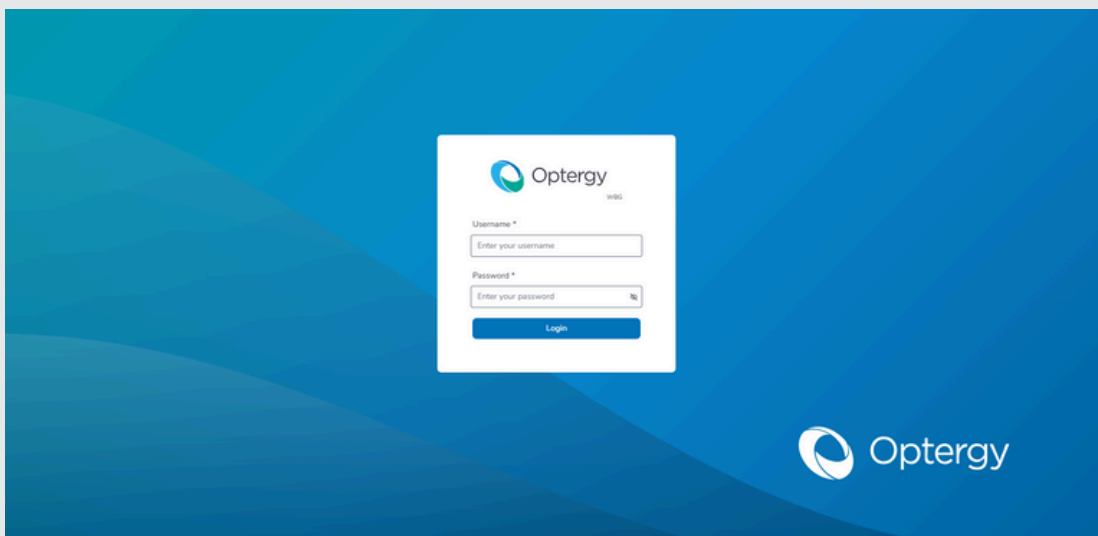 Optergy
WBG
Username *
Enter your username
Password *
Enter your password
Login
Optergy